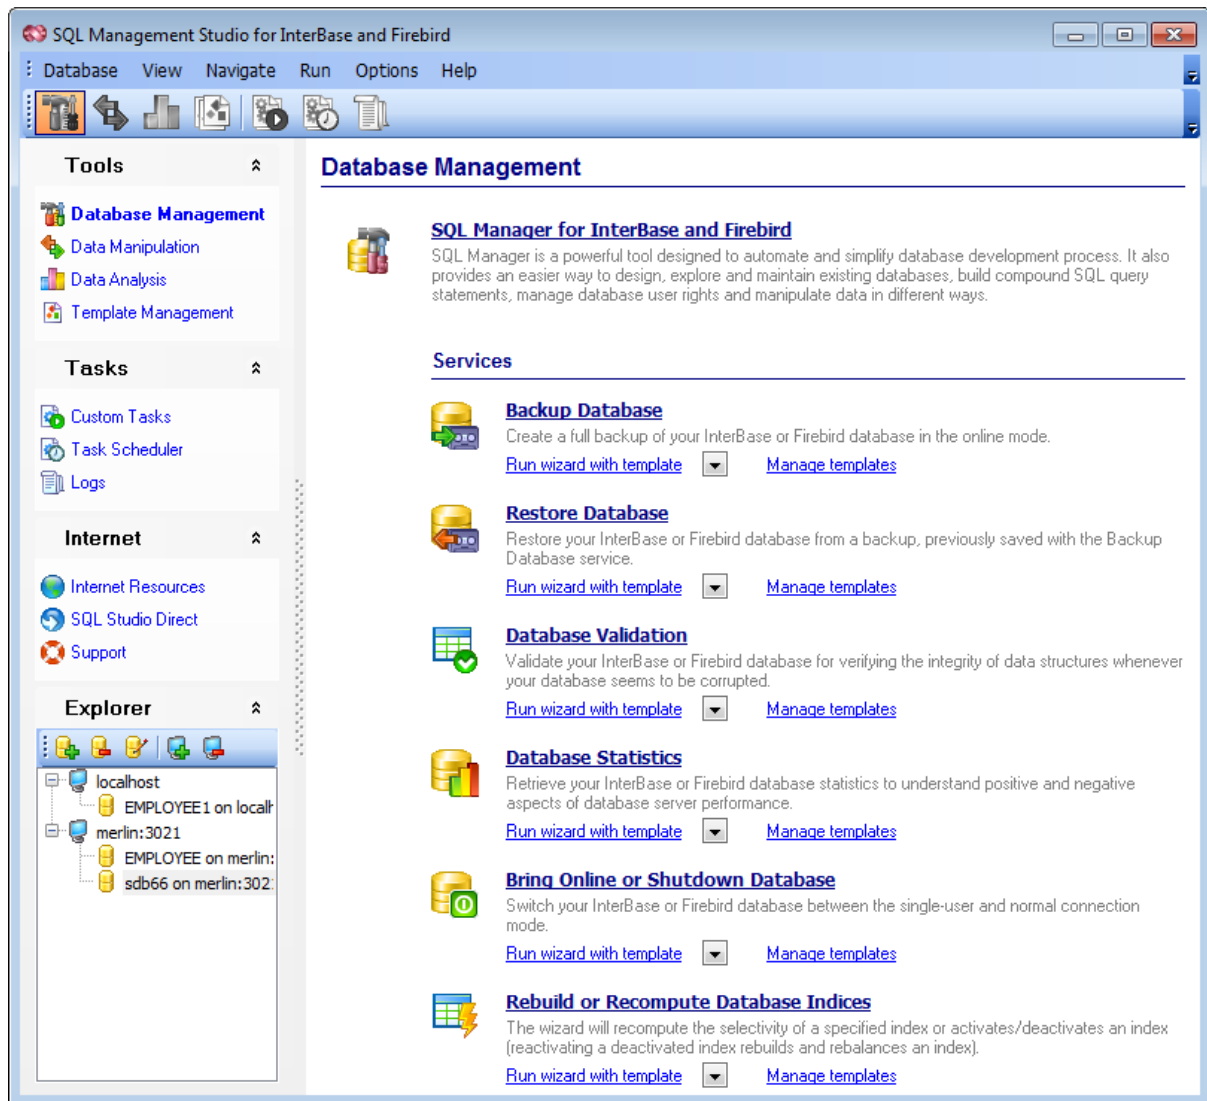 SQL Management Studio for InterBase and Firebird
Database View Navigate Run Options Help
Tools
Database Management
Data Manipulation
Data Analysis
Template Management
Tasks
Custom Tasks
Task Scheduler
Logs
Internet
Internet Resources
SQL Studio Direct
Support
Explorer
localhost
EMPLOYEE1 on localh
merlin:3021
EMPLOYEE on merlin:
sdb66 on merlin:302
Database Management
SQL Manager for InterBase and Firebird
SQL Manager is a powerful tool designed to automate and simplify database development process. It also
provides an easier way to design, explore and maintain existing databases, build compound SQL query
statements, manage database user rights and manipulate data in different ways.
Services
Backup Database
Create a full backup of your InterBase or Firebird database in the online mode.
Run wizard with template Manage templates
Restore Database
Restore your InterBase or Firebird database from a backup, previously saved with the Backup
Database service.
Run wizard with template Manage templates
Database Validation
Validate your InterBase or Firebird database for verifying the integrity of data structures whenever
your database seems to be corrupted.
Run wizard with template Manage templates
Database Statistics
Retrieve your InterBase or Firebird database statistics to understand positive and negative
aspects of database server performance.
Run wizard with template Manage templates
Bring Online or Shutdown Database
Switch your InterBase or Firebird database between the single-user and normal connection
mode.
Run wizard with template Manage templates
Rebuild or Recompute Database Indices
The wizard will recompute the selectivity of a specified index or activates/deactivates an index
(reactivating a deactivated index rebuilds and rebalances an index).
Run wizard with template Manage templates